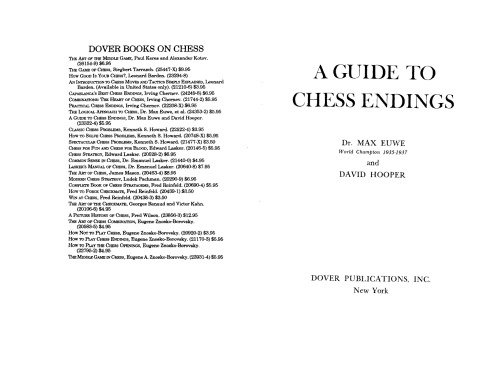 DOVER BOOKS ON CHESS
THE ART OF THE MIDDLE GAME, Paul Keres and Alexander Kotov.
(26154-9) $6.95
THE GAME OF CHESS, Siegbert Tarrasch. (25447-X) $9.95
HOW GOOD IS YOUR CHESS?, Leonard Barden. (23294-8)
AN INTRODUCTION TO CHESS MOVES AND TACTICS SIMPLY EXPLAINED, Leonard
Barden. (Available in United States only). (21210-6) $3.95
CAPABLANCA'S BEST CHESS ENDINGS, Irving Chernev. (24249-8) $6.95
COMBINATIONS: THE HEART OF CHESS, Irving Chernev. (21744-2) $5.95
PRACTICAL CHESS ENDINGS, Irving Chernev. (22208-X) $6.95
THE LOGICAL APPROACH TO CHESS, Dr. Max Euwe, et al. (24353-2) $5.95
A GUIDE TO CHESS ENDINGS, Dr. Max Euwe and David Hooper.
(23332-4) $5.95
CLASSIC CHESS PROBLEMS, Kenneth S. Howard. (22522-4) $3.95
HOW TO SOLVE CHESS PROBLEMS, Kenneth S. Howard. (20748-X) $5.95
SPECTACULAR CHESS PROBLEMS, Kenneth S. Howard. (21477-X) $3.50
CHESS FOR FUN AND CHESS FOR BLOOD, Edward Lasker. (20146-5) $5.95
CHESS STRATEGY, Edward Lasker. (20528-2) $6.95
COMMON SENSE IN CHESS, Dr. Emanuel Lasker. (21440-0) $4.95
LASKER'S MANUAL OF CHESS, Dr. Emanuel Lasker. (20640-8) $7.95
THE ART OF CHESS, James Mason. (20463-4) $8.95
MODERN CHESS STRATEGY, Ludek Pachman. (20290-9) $6.95
COMPLETE BOOK OF CHESS STRATAGEMS, Fred Reinfeld. (20690-4) $5.95
HOW TO FORCE CHECKMATE, Fred Reinfeld. (20439-1) $3.50
WIN AT CHESS, Fred Reinfeld. (20438-3) $3.50
THE ART OF THE CHECKMATE, Georges Renaud and Victor Kahn.
(20106-6) $4.95
A PICTURE HISTORY OF CHESS, Fred Wilson. (23856-3) $12.95
THE ART OF CHESS COMBINATION, Eugene Znosko-Borovsky.
(20583-5) $4.95
HOW NOT TO PLAY CHESS, Eugene Znosko-Borovsky. (20920-2) $3.95
HOW TO PLAY CHESS ENDINGS, Eugene Znosko-Borovsky. (21170-3) $6.95
HOW TO PLAY THE CHESS OPENINGS, Eugene Znosko-Borovsky.
(22795-2) $4.95
THE MIDDLE GAME IN CHESS, Eugene A. Znosko-Borovsky. (23931-4) $5.95
A GUIDE TO
CHESS ENDINGS
Dr. MAX EUWE
World Champion 1935-1937
and
DAVID HOOPER
DOVER PUBLICATIONS, INC.
New York